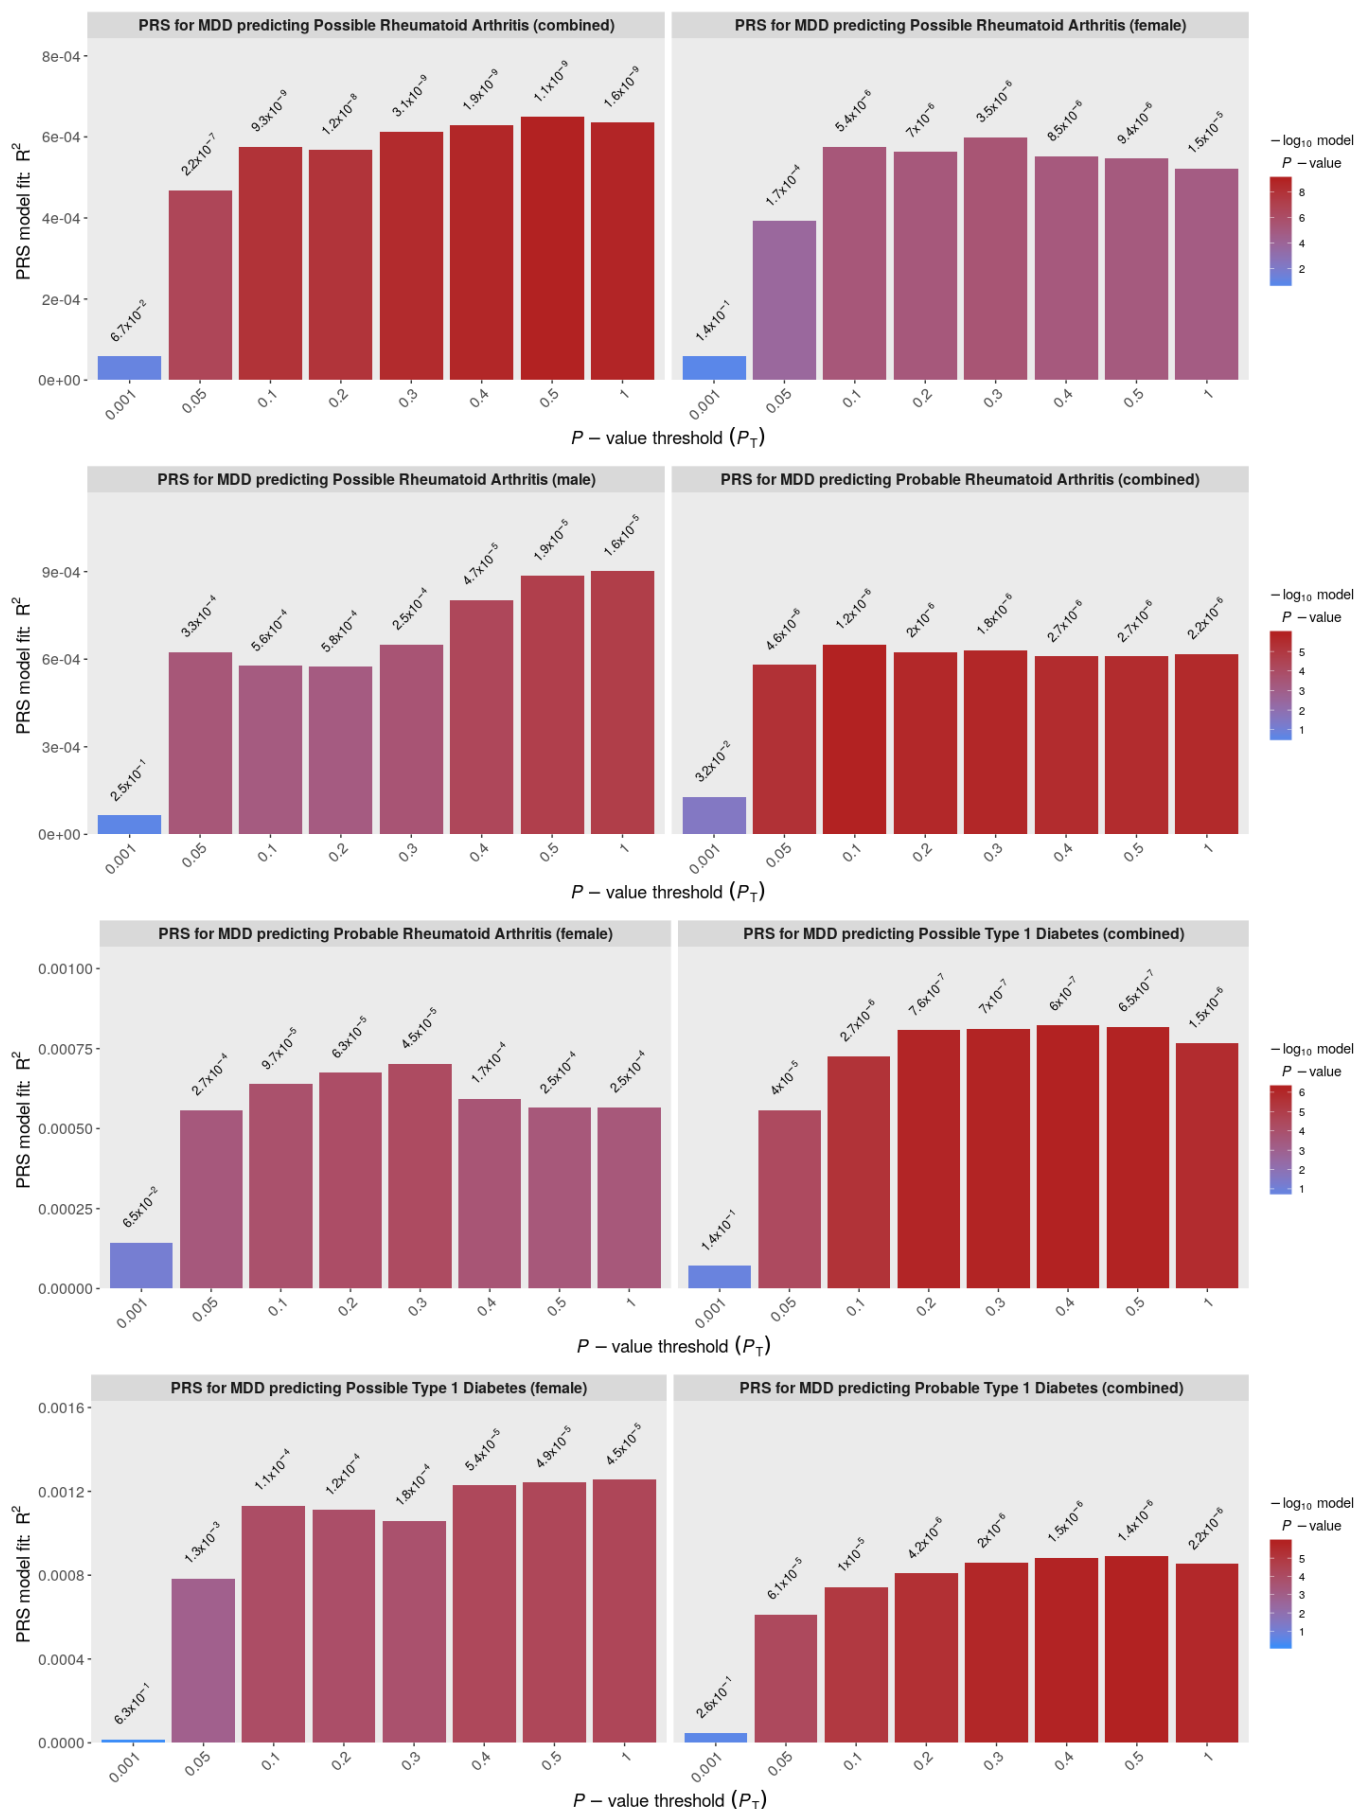 PRS for MDD predicting Possible Rheumatoid Arthritis (combined)
PRS for MDD predicting Possible Rheumatoid Arthritis (female)
PRS model fit: R²
8e-04
6e-04
4e-04
2e-04
0e+00
6.7x10⁻²
2.2x10⁻⁷
9.3x10⁻⁹
1.2x10⁻⁸
3.1x10⁻⁹
1.9x10⁻⁹
1.1x10⁻⁹
1.6x10⁻⁹
1.4x10⁻¹
1.7x10⁻⁴
5.4x10⁻⁶
7x10⁻⁶
3.5x10⁻⁶
8.5x10⁻⁶
9.4x10⁻⁶
1.5x10⁻⁵
0.001 0.05 0.1 0.2 0.3 0.4 0.5 1
0.001 0.05 0.1 0.2 0.3 0.4 0.5 1
P − value threshold (P_T)
−log₁₀ model
P −value
8
6
4
2
PRS for MDD predicting Possible Rheumatoid Arthritis (male)
PRS for MDD predicting Probable Rheumatoid Arthritis (combined)
PRS model fit: R²
9e-04
6e-04
3e-04
0e+00
2.5x10⁻¹
3.3x10⁻⁴
5.6x10⁻⁴
5.8x10⁻⁴
2.5x10⁻⁴
4.7x10⁻⁵
1.9x10⁻⁵
1.6x10⁻⁵
3.2x10⁻²
4.6x10⁻⁶
1.2x10⁻⁶
2x10⁻⁶
1.8x10⁻⁶
2.7x10⁻⁶
2.7x10⁻⁶
2.2x10⁻⁶
0.001 0.05 0.1 0.2 0.3 0.4 0.5 1
0.001 0.05 0.1 0.2 0.3 0.4 0.5 1
P − value threshold (P_T)
−log₁₀ model
P −value
5
4
3
2
1
PRS for MDD predicting Probable Rheumatoid Arthritis (female)
PRS for MDD predicting Possible Type 1 Diabetes (combined)
PRS model fit: R²
0.00100
0.00075
0.00050
0.00025
0.00000
6.5x10⁻²
2.7x10⁻⁴
9.7x10⁻⁵
6.3x10⁻⁵
4.5x10⁻⁵
1.7x10⁻⁴
2.5x10⁻⁴
2.5x10⁻⁴
1.4x10⁻¹
4x10⁻⁵
2.7x10⁻⁶
7.6x10⁻⁷
7x10⁻⁷
6x10⁻⁷
6.5x10⁻⁷
1.5x10⁻⁶
0.001 0.05 0.1 0.2 0.3 0.4 0.5 1
0.001 0.05 0.1 0.2 0.3 0.4 0.5 1
P − value threshold (P_T)
−log₁₀ model
P −value
6
5
4
3
2
1
PRS for MDD predicting Possible Type 1 Diabetes (female)
PRS for MDD predicting Probable Type 1 Diabetes (combined)
PRS model fit: R²
0.0016
0.0012
0.0008
0.0004
0.0000
6.3x10⁻¹
1.3x10⁻³
1.1x10⁻⁴
1.2x10⁻⁴
1.8x10⁻⁴
5.4x10⁻⁵
4.9x10⁻⁵
4.5x10⁻⁵
2.6x10⁻¹
6.1x10⁻⁵
1x10⁻⁵
4.2x10⁻⁶
2x10⁻⁶
1.5x10⁻⁶
1.4x10⁻⁶
2.2x10⁻⁶
0.001 0.05 0.1 0.2 0.3 0.4 0.5 1
0.001 0.05 0.1 0.2 0.3 0.4 0.5 1
P − value threshold (P_T)
−log₁₀ model
P −value
5
4
3
2
1